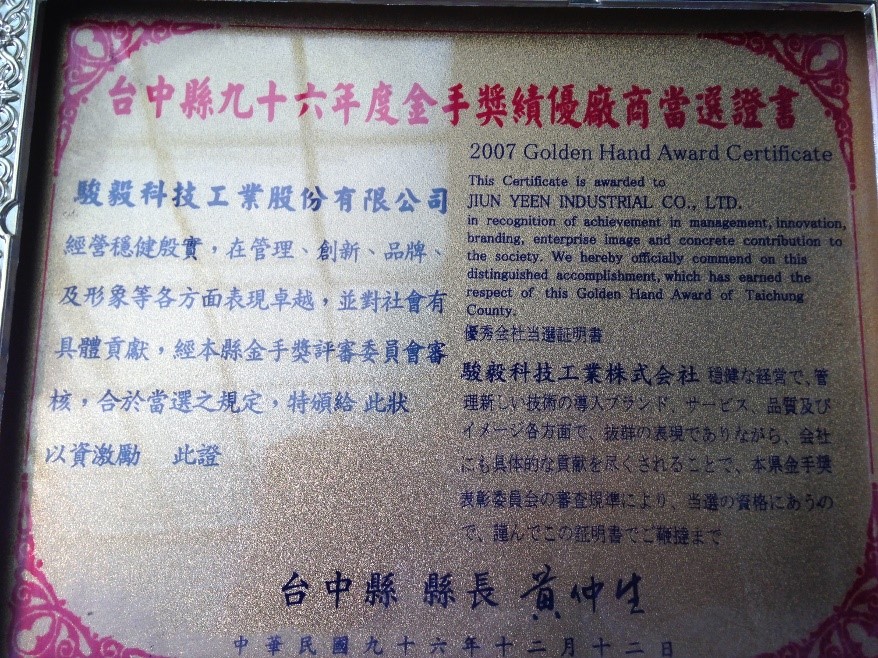 台中縣九十六年度金手獎績優廠商當選證書
2007 Golden Hand Award Certificate
駿毅科技工業股份有限公司
經營穩健殷實，在管理、創新、品牌、
及形象等各方面表現卓越，並對社會有
具體貢獻，經本縣金手獎評審委員會審
核，合於當選之規定，特頒給 此狀
以資激勵 此證
This Certificate is awarded to
JIUN YEEN INDUSTRIAL CO., LTD.
in recognition of achievement in management, innovation,
branding, enterprise image and concrete contribution to
the society. We hereby officially commend on this
distinguished accomplishment, which has earned the
respect of this Golden Hand Award of Taichung
County.
優秀会社当選証明書
駿毅科技工業株式会社 穏健な経営で、管
理新しい技術の導入ブランド、サービス、品質及び
イメージ各方面で、抜群の表現でありながら、会社
にも具体的な貢献を尽くされることで、本県金手獎
表彰委員会の審査規準により、当選の資格にあうの
で、謹んでこの証明書でご鞭撻まで
台中縣 縣長 黃仲生
中華民國九十六年十二月十二日